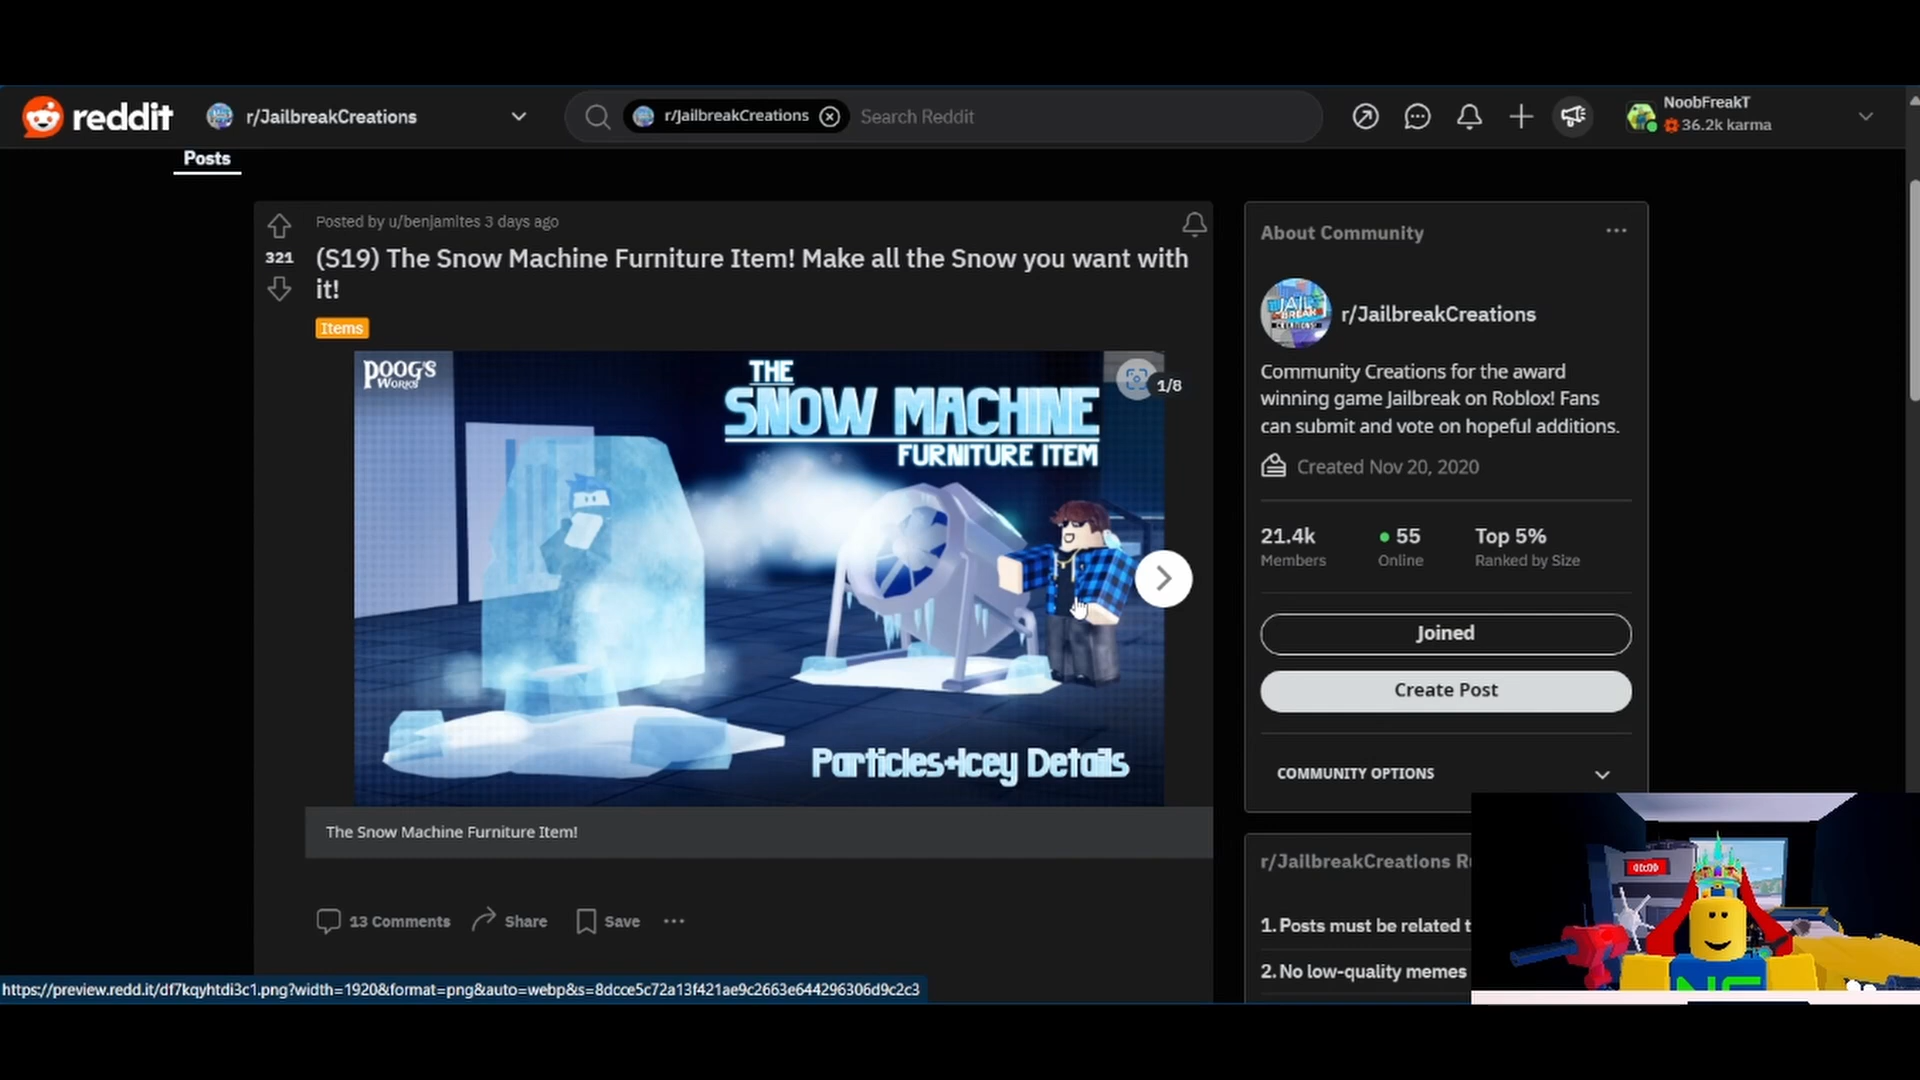 reddit
r/JailbreakCreations
r/JailbreakCreations
Search Reddit
NoobFreakT
36.2k karma
Posts
Posted by u/benjamites 3 days ago
321
(S19) The Snow Machine Furniture Item! Make all the Snow you want with
it!
Items
POOG'S
WORKS
THE
SNOW MACHINE
FURNITURE ITEM
1/8
Particles+Icey Details
The Snow Machine Furniture Item!
13 Comments
Share
Save
https://preview.redd.it/df7kqyhtdi3c1.png?width=1920&format=png&auto=webp&s=8dcce5c72a13f421ae9c2663e644296306d9c2c3
About Community
JAIL
BREAK
CREATIONS
r/JailbreakCreations
Community Creations for the award
winning game Jailbreak on Roblox! Fans
can submit and vote on hopeful additions.
Created Nov 20, 2020
21.4k
Members
55
Online
Top 5%
Ranked by Size
Joined
Create Post
COMMUNITY OPTIONS
r/JailbreakCreations R
1. Posts must be related t
2. No low-quality memes
00:00